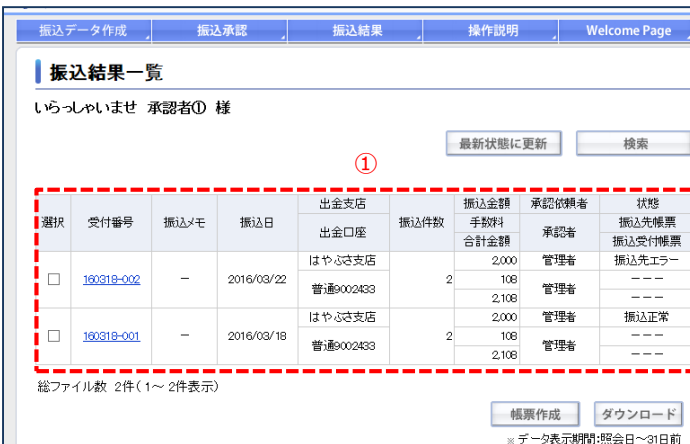 振込データ作成 振込承認 振込結果 操作説明 Welcome Page
振込結果一覧
いらっしゃいませ 承認者① 様
最新状態に更新 検索
①
選択 受付番号 振込メモ 振込日 出金支店 振込件数 振込金額 承認依頼者 状態
出金口座 手数料 承認者 振込先帳票
合計金額 振込受付帳票
160318-002 － 2016/03/22 はやぶさ支店 2 2,000 管理者 振込先エラー
普通9002433 108 管理者 －－－
2,108 －－－
160318-001 － 2016/03/18 はやぶさ支店 2 2,000 管理者 振込正常
普通9002433 108 管理者 －－－
2,108 －－－
総ファイル数 2件(1～ 2件表示)
帳票作成 ダウンロード
※ データ表示期間:照会日～31日前